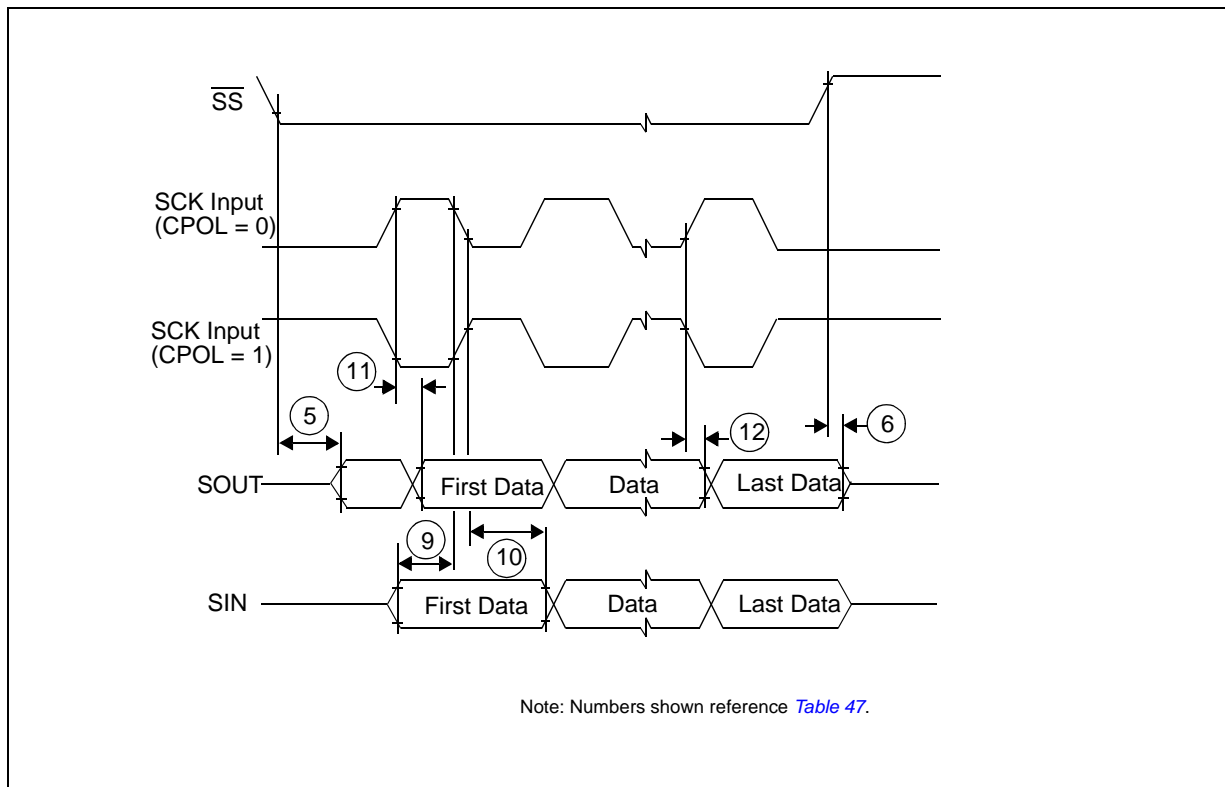 SS
SCK Input
(CPOL = 0)
SCK Input
(CPOL = 1)
11
5
12
6
SOUT
First Data
Data
Last Data
9
10
SIN
First Data
Data
Last Data
Note: Numbers shown reference Table 47.